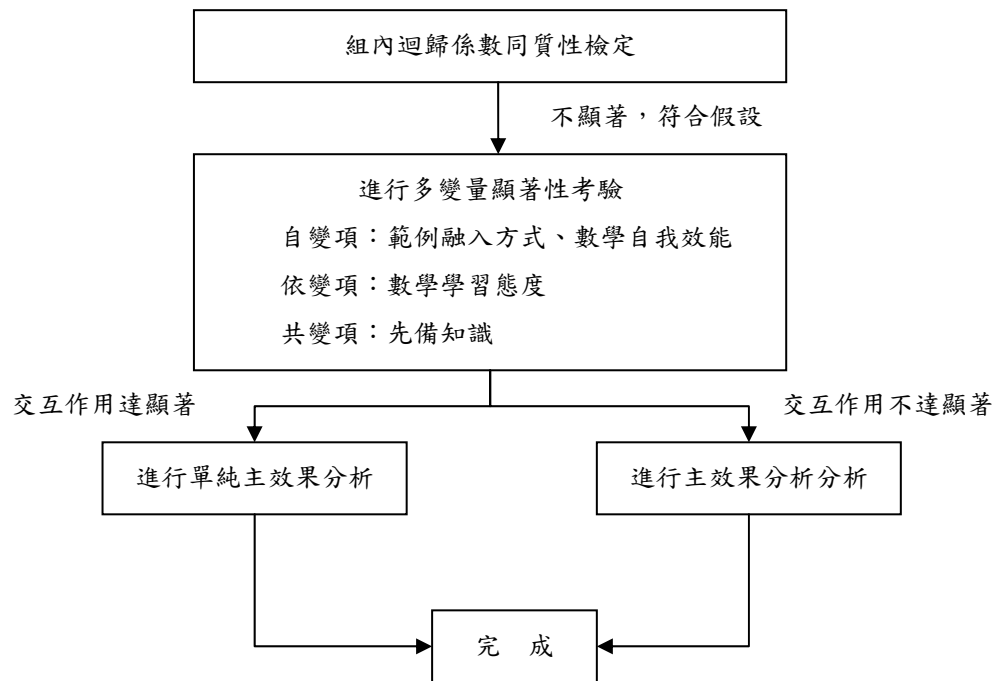 組內迴歸係數同質性檢定
不顯著，符合假設
進行多變量顯著性考驗
自變項：範例融入方式、數學自我效能
依變項：數學學習態度
共變項：先備知識
交互作用達顯著
交互作用不達顯著
進行單純主效果分析
進行主效果分析分析
完 成